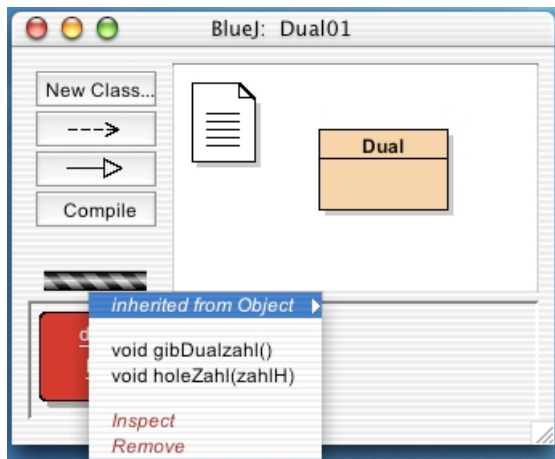 BlueJ: Dual01
New Class...
Compile
Dual
inherited from Object
void gibDualzahl()
void holeZahl(zahlH)
Inspect
Remove